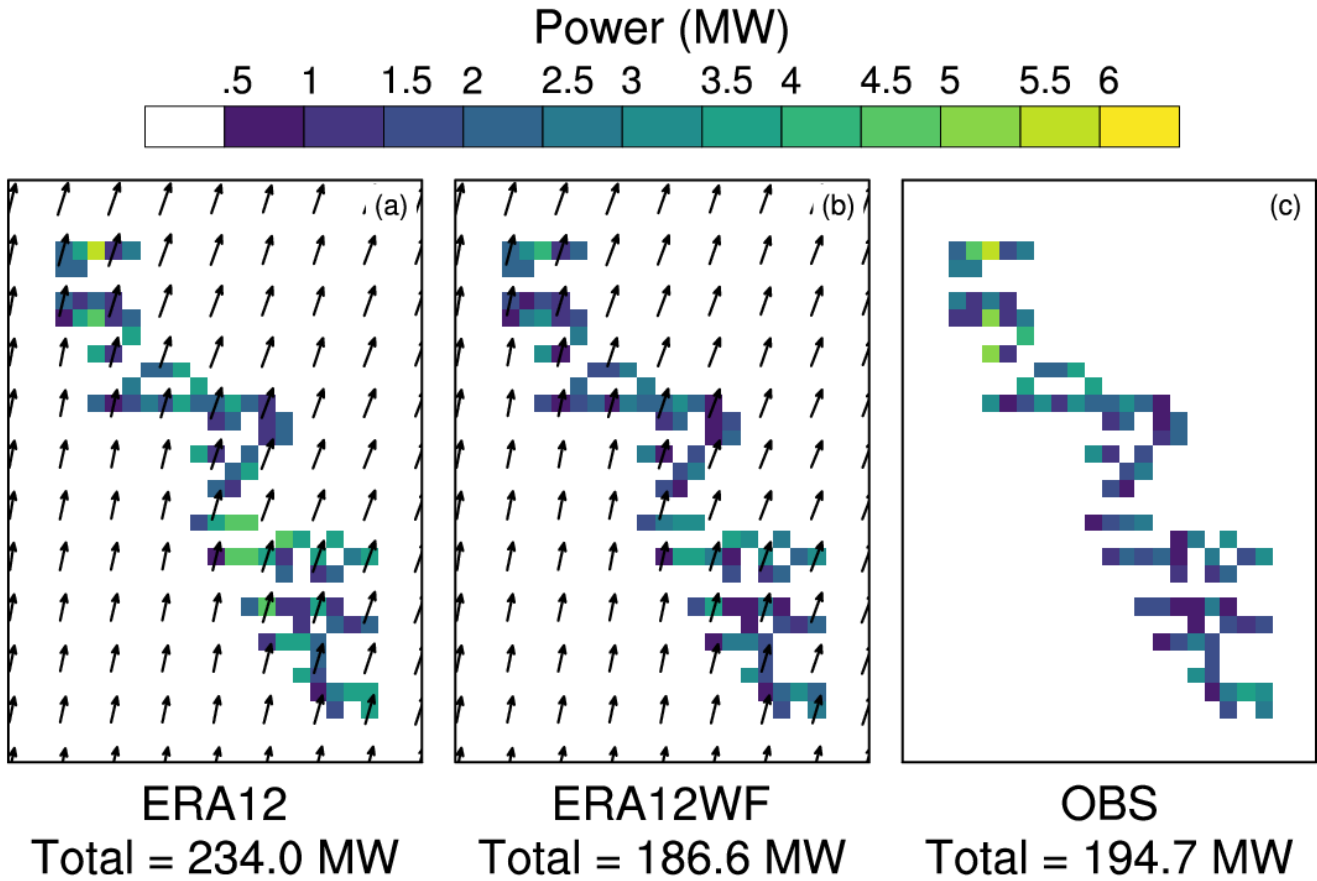 Power (MW)
.5 1 1.5 2 2.5 3 3.5 4 4.5 5 5.5 6
(a) (b) (c)
ERA12 ERA12WF OBS
Total = 234.0 MW Total = 186.6 MW Total = 194.7 MW